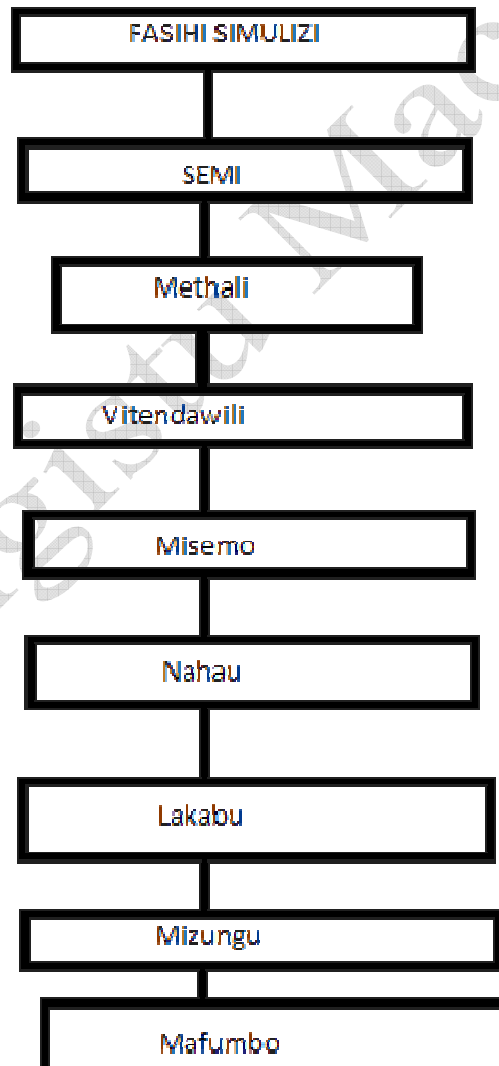 FASIHI SIMULIZI
SEMI
Methali
Vitendawili
Misemo
Nahau
Lakabu
Mizungu
Mafumbo